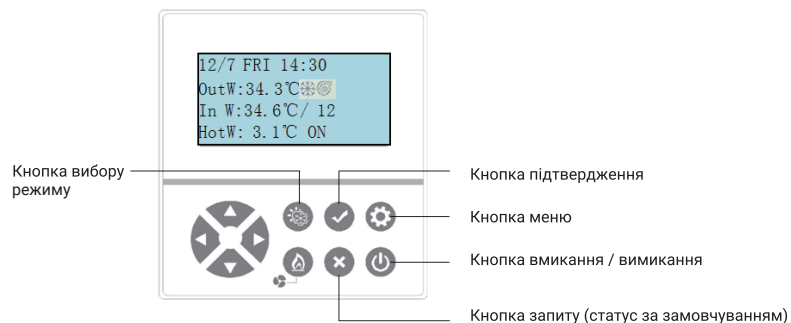 12/7 FRI 14:30
OutW:34.3℃
In W:34.6℃/ 12
HotW: 3.1℃ ON
Кнопка вибору
режиму
Кнопка підтвердження
Кнопка меню
Кнопка вмикання / вимикання
Кнопка запиту (статус за замовчуванням)